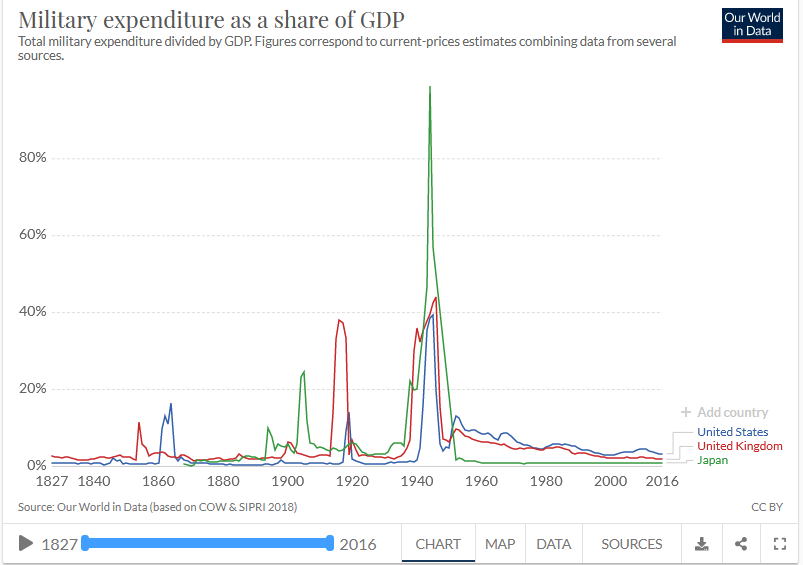 Military expenditure as a share of GDP
Our World
in Data
Total military expenditure divided by GDP. Figures correspond to current-prices estimates combining data from several
sources.
80%
60%
40%
20%
0%
+ Add country
United States
United Kingdom
Japan
1827 1840 1860 1880 1900 1920 1940 1960 1980 2000 2016
Source: Our World in Data (based on COW & SIPRI 2018)
CC BY
1827 2016 CHART MAP DATA SOURCES